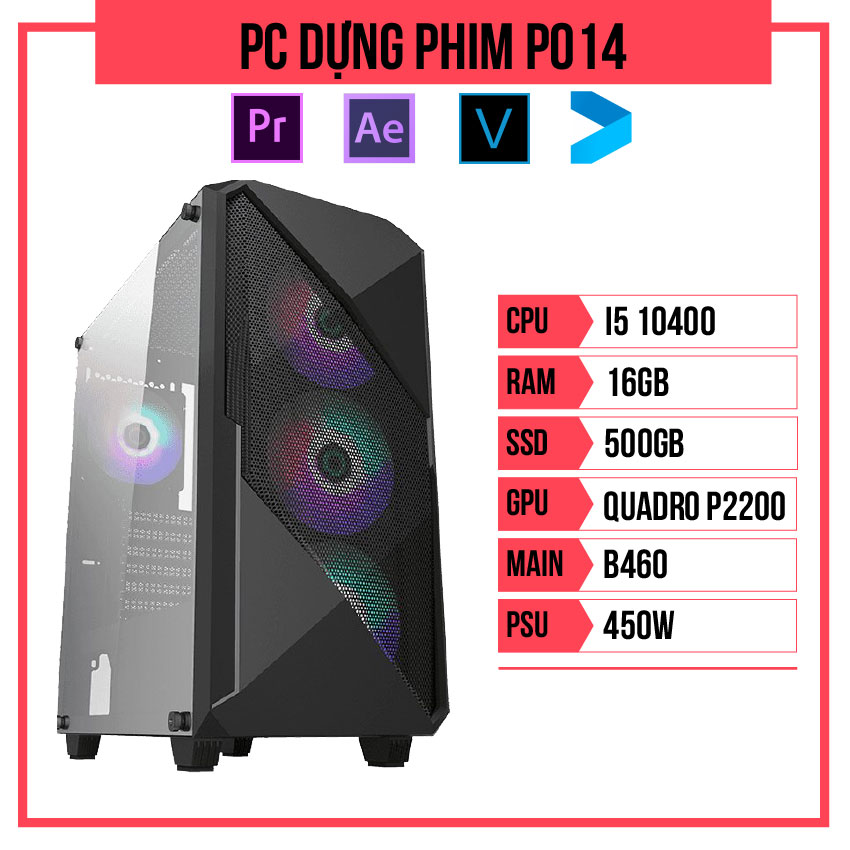 PC DỰNG PHIM P014
Pr Ae V
CPU I5 10400
RAM 16GB
SSD 500GB
GPU QUADRO P2200
MAIN B460
PSU 450W